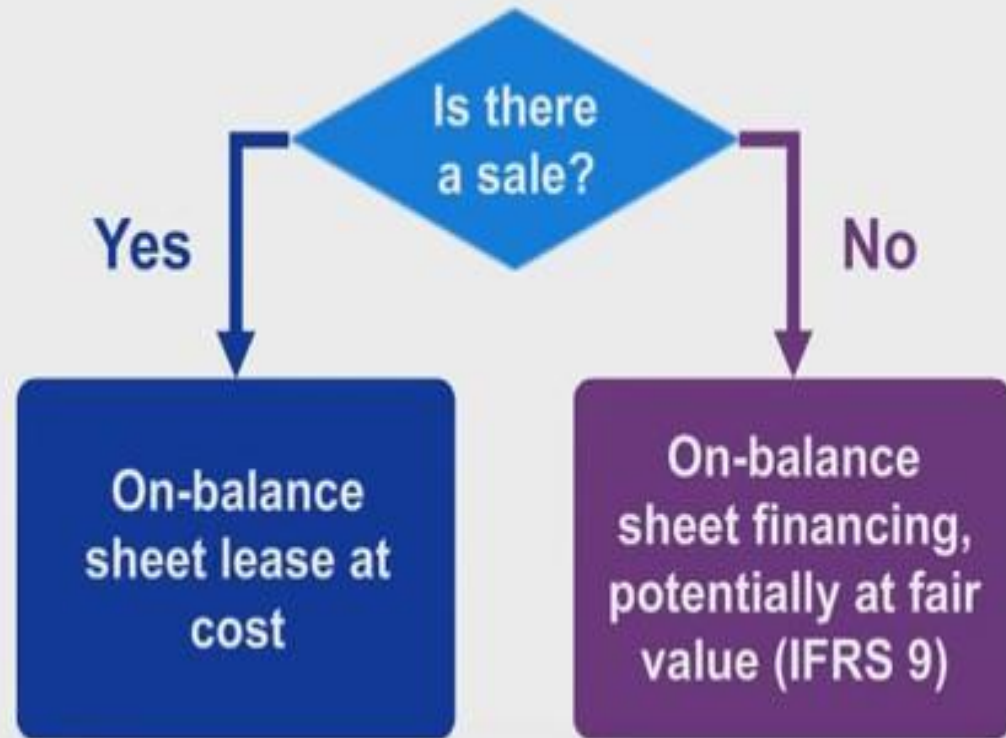 Is there
a sale?
Yes
No
On-balance
sheet lease at
cost
On-balance
sheet financing,
potentially at fair
value (IFRS 9)